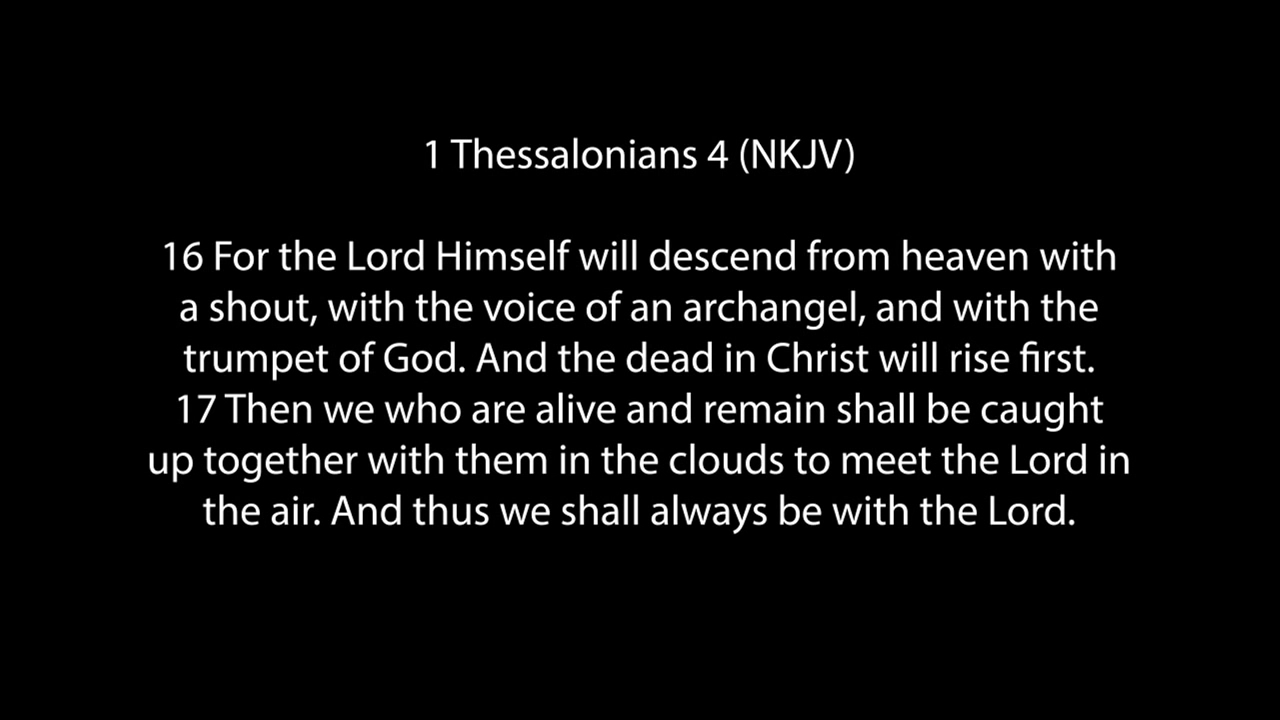 1 Thessalonians 4 (NKJV)
16 For the Lord Himself will descend from heaven with
a shout, with the voice of an archangel, and with the
trumpet of God. And the dead in Christ will rise first.
17 Then we who are alive and remain shall be caught
up together with them in the clouds to meet the Lord in
the air. And thus we shall always be with the Lord.